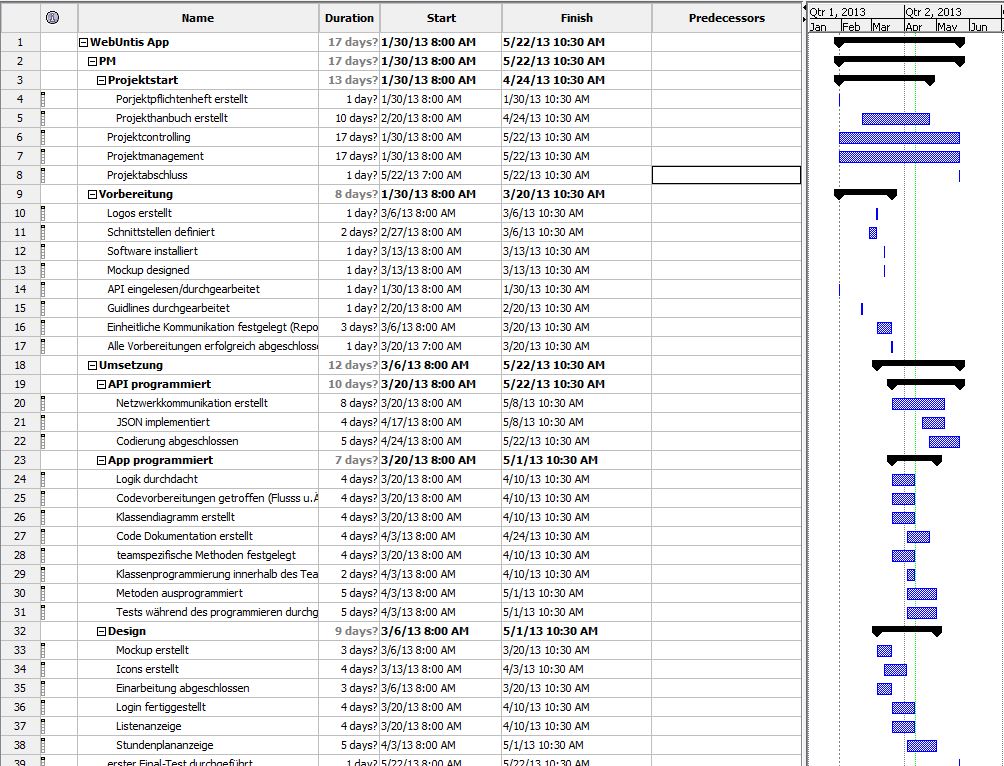 Name Duration Start Finish Predecessors Qtr 1, 2013 Qtr 2, 2013
Jan Feb Mar Apr May Jun
1 WebUntis App 17 days? 1/30/13 8:00 AM 5/22/13 10:30 AM
2 PM 17 days? 1/30/13 8:00 AM 5/22/13 10:30 AM
3 Projektstart 13 days? 1/30/13 8:00 AM 4/24/13 10:30 AM
4 Porjektpflichtenheft erstellt 1 day? 1/30/13 8:00 AM 1/30/13 10:30 AM
5 Projekthanbuch erstellt 10 days? 2/20/13 8:00 AM 4/24/13 10:30 AM
6 Projektcontrolling 17 days? 1/30/13 8:00 AM 5/22/13 10:30 AM
7 Projektmanagement 17 days? 1/30/13 8:00 AM 5/22/13 10:30 AM
8 Projektabschluss 1 day? 5/22/13 7:00 AM 5/22/13 10:30 AM
9 Vorbereitung 8 days? 1/30/13 8:00 AM 3/20/13 10:30 AM
10 Logos erstellt 1 day? 3/6/13 8:00 AM 3/6/13 10:30 AM
11 Schnittstellen definiert 2 days? 2/27/13 8:00 AM 3/6/13 10:30 AM
12 Software installiert 1 day? 3/13/13 8:00 AM 3/13/13 10:30 AM
13 Mockup designed 1 day? 3/13/13 8:00 AM 3/13/13 10:30 AM
14 API eingelesen/durchgearbeitet 1 day? 1/30/13 8:00 AM 1/30/13 10:30 AM
15 Guidlines durchgearbeitet 1 day? 2/20/13 8:00 AM 2/20/13 10:30 AM
16 Einheitliche Kommunikation festgelegt (Repo 3 days? 3/6/13 8:00 AM 3/20/13 10:30 AM
17 Alle Vorbereitungen erfolgreich abgeschloss 1 day? 3/20/13 7:00 AM 3/20/13 10:30 AM
18 Umsetzung 12 days? 3/6/13 8:00 AM 5/22/13 10:30 AM
19 API programmiert 10 days? 3/20/13 8:00 AM 5/22/13 10:30 AM
20 Netzwerkkommunikation erstellt 8 days? 3/20/13 8:00 AM 5/8/13 10:30 AM
21 JSON implementiert 4 days? 4/17/13 8:00 AM 5/8/13 10:30 AM
22 Codierung abgeschlossen 5 days? 4/24/13 8:00 AM 5/22/13 10:30 AM
23 App programmiert 7 days? 3/20/13 8:00 AM 5/1/13 10:30 AM
24 Logik durchdacht 4 days? 3/20/13 8:00 AM 4/10/13 10:30 AM
25 Codevorbereitungen getroffen (Flusss u.Ä 4 days? 3/20/13 8:00 AM 4/10/13 10:30 AM
26 Klassendiagramm erstellt 4 days? 3/20/13 8:00 AM 4/10/13 10:30 AM
27 Code Dokumentation erstellt 4 days? 4/3/13 8:00 AM 4/24/13 10:30 AM
28 teamspezifische Methoden festgelegt 4 days? 3/20/13 8:00 AM 4/10/13 10:30 AM
29 Klassenprogrammierung innerhalb des Tea 2 days? 4/3/13 8:00 AM 4/10/13 10:30 AM
30 Metoden ausprogrammiert 5 days? 4/3/13 8:00 AM 5/1/13 10:30 AM
31 Tests während des programmieren durchg 5 days? 4/3/13 8:00 AM 5/1/13 10:30 AM
32 Design 9 days? 3/6/13 8:00 AM 5/1/13 10:30 AM
33 Mockup erstellt 3 days? 3/6/13 8:00 AM 3/20/13 10:30 AM
34 Icons erstellt 4 days? 3/13/13 8:00 AM 4/3/13 10:30 AM
35 Einarbeitung abgeschlossen 3 days? 3/6/13 8:00 AM 3/20/13 10:30 AM
36 Login fertiggestellt 4 days? 3/20/13 8:00 AM 4/10/13 10:30 AM
37 Listenanzeige 4 days? 3/20/13 8:00 AM 4/10/13 10:30 AM
38 Stundenplananzeige 5 days? 4/3/13 8:00 AM 5/1/13 10:30 AM
39 erster Final-Test durchgeführt 1 day? 5/22/13 8:00 AM 5/22/13 10:30 AM